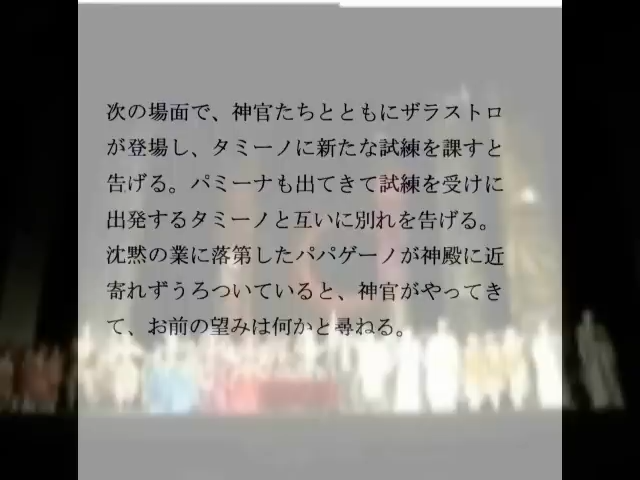 次の場面で、神官たちとともにザラストロ
が登場し、タミーノに新たな試練を課すと
告げる。パミーナも出てきて試練を受けに
出発するタミーノと互いに別れを告げる。
沈黙の業に落第したパパゲーノが神殿に近
寄れずうろついていると、神官がやってき
て、お前の望みは何かと尋ねる。